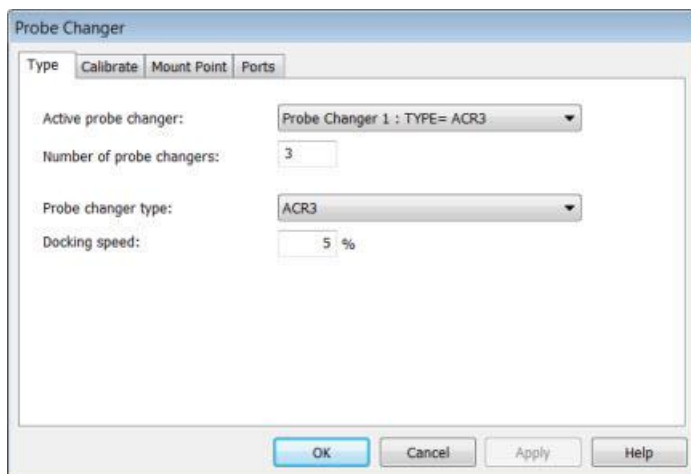 Probe Changer
Type Calibrate Mount Point Ports
Active probe changer: Probe Changer 1 : TYPE= ACR3
Number of probe changers: 3
Probe changer type: ACR3
Docking speed: 5 %
OK Cancel Apply Help